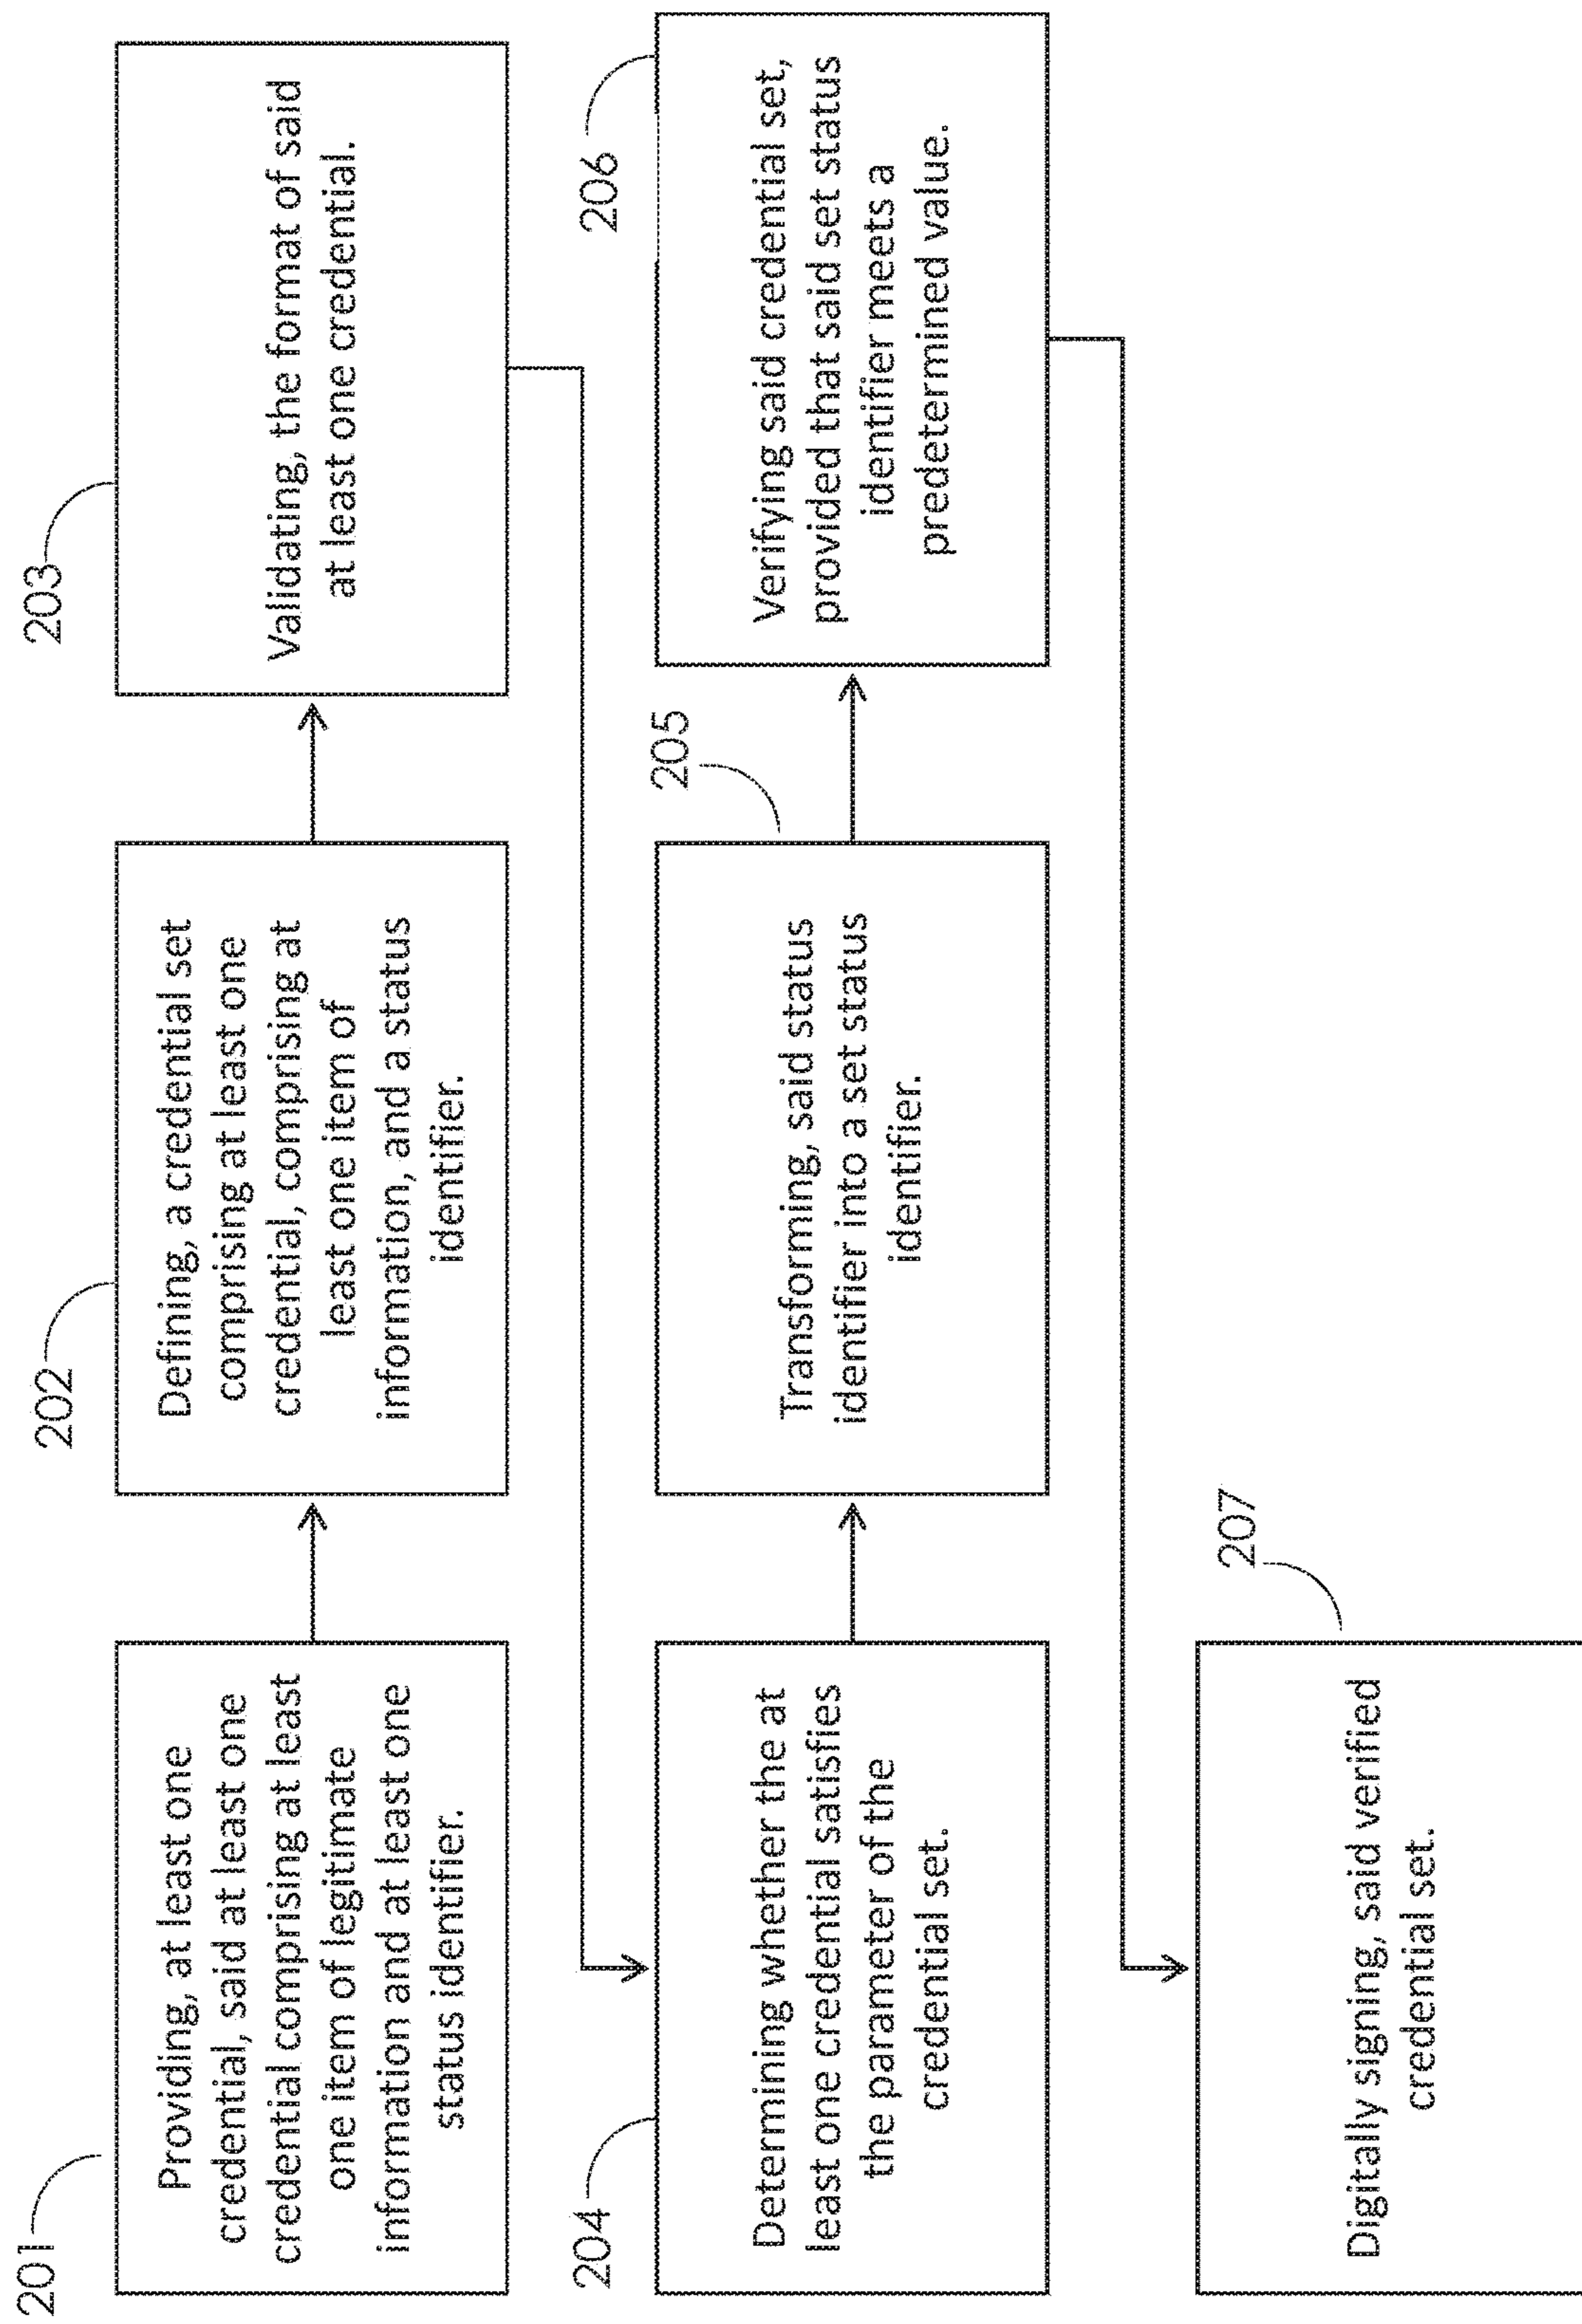 201
Providing, at least one
credential, said at least one
credential comprising at least
one item of legitimate
information and at least one
status identifier.
202
Defining, a credential set
comprising at least one
credential, comprising at
least one item of
information, and a status
identifier.
203
Validating, the format of said
at least one credential.
204
Determining whether the at
least one credential satisfies
the parameter of the
credential set.
205
Transforming, said status
identifier into a set status
identifier.
206
Verifying said credential set,
provided that said set status
identifier meets a
predetermined value.
207
Digitally signing, said verified
credential set.